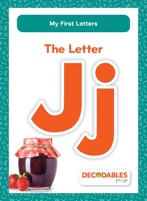 My First Letters
The Letter
Jj
DECODABLES